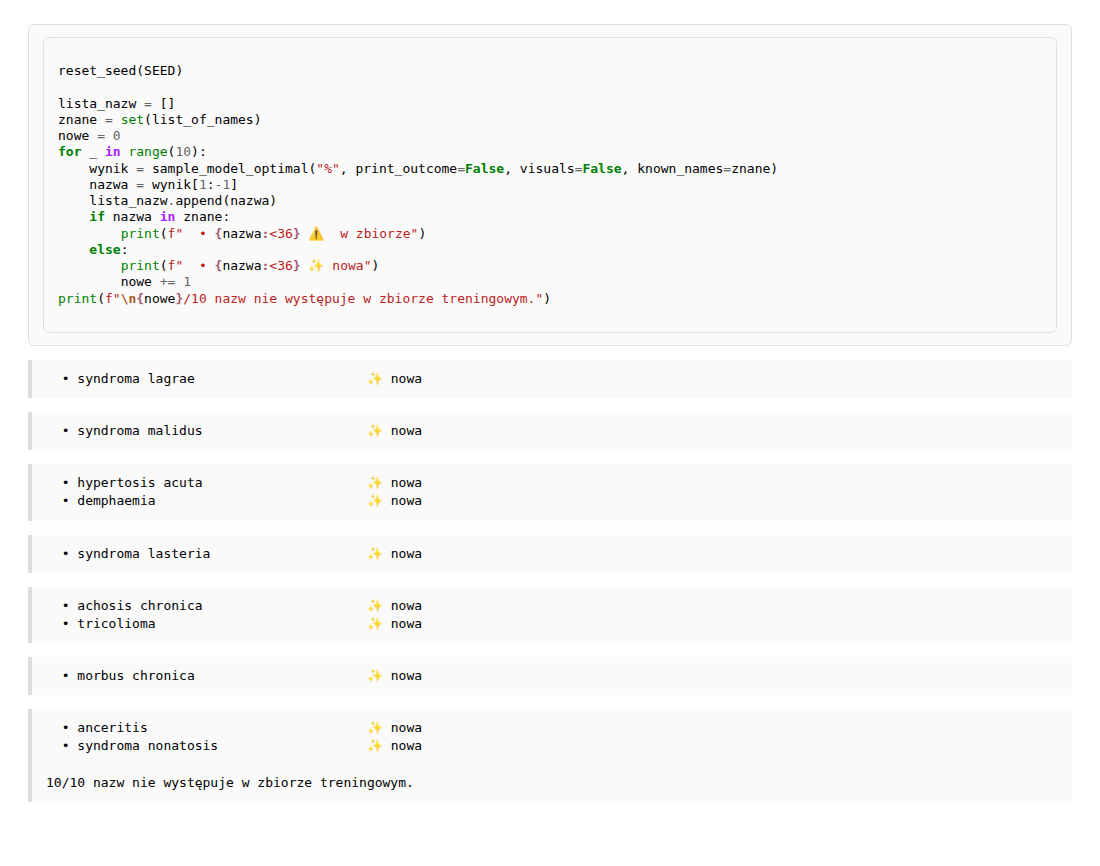 reset_seed(SEED)

lista_nazw = []
znane = set(list_of_names)
nowe = 0
for _ in range(10):
    wynik = sample_model_optimal("%", print_outcome=False, visuals=False, known_names=znane)
    nazwa = wynik[1:-1]
    lista_nazw.append(nazwa)
    if nazwa in znane:
        print(f"  • {nazwa:<36} ⚠️  w zbiorze")
    else:
        print(f"  • {nazwa:<36} ✨ nowa")
        nowe += 1
print(f"\n{nowe}/10 nazw nie występuje w zbiorze treningowym.")

• syndroma lagrae ✨ nowa
• syndroma malidus ✨ nowa
• hypertosis acuta ✨ nowa
• demphaemia ✨ nowa
• syndroma lasteria ✨ nowa
• achosis chronica ✨ nowa
• tricolioma ✨ nowa
• morbus chronica ✨ nowa
• anceritis ✨ nowa
• syndroma nonatosis ✨ nowa

10/10 nazw nie występuje w zbiorze treningowym.